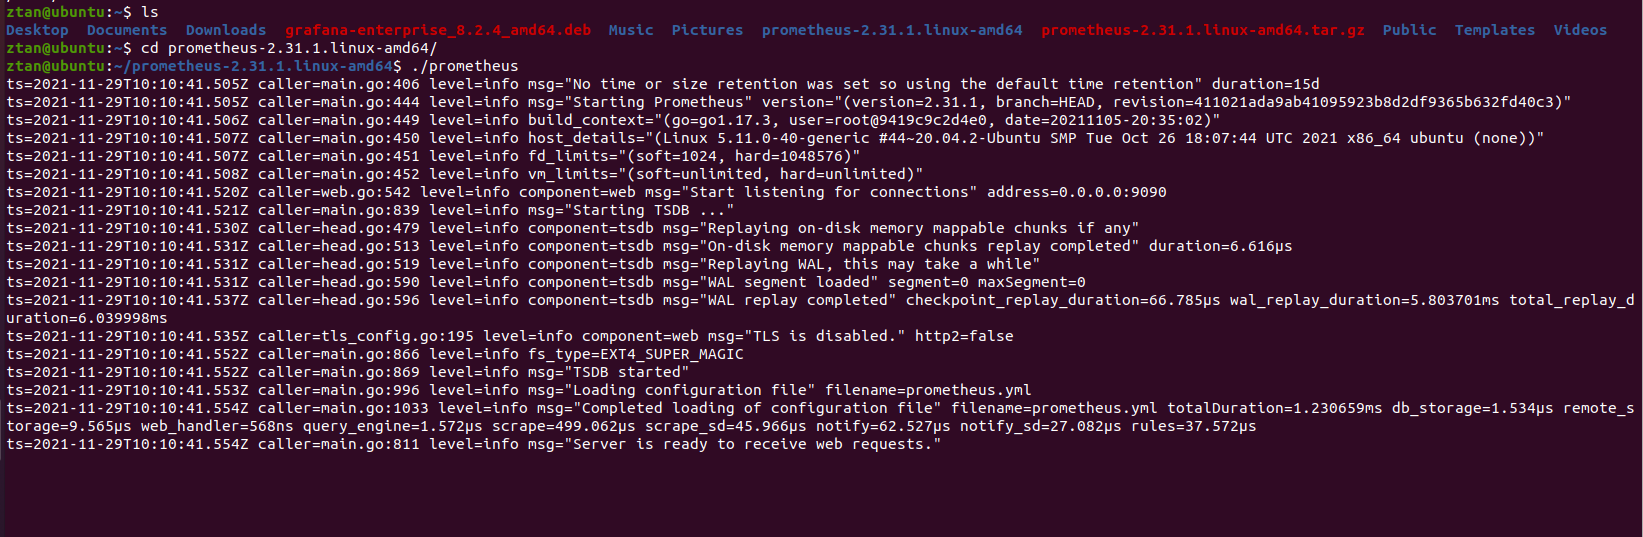 ztan@ubuntu:~$ ls
Desktop  Documents  Downloads  grafana-enterprise_8.2.4_amd64.deb  Music  Pictures  prometheus-2.31.1.linux-amd64  prometheus-2.31.1.linux-amd64.tar.gz  Public  Templates  Videos
ztan@ubuntu:~$ cd prometheus-2.31.1.linux-amd64/
ztan@ubuntu:~/prometheus-2.31.1.linux-amd64$ ./prometheus
ts=2021-11-29T10:10:41.505Z caller=main.go:406 level=info msg="No time or size retention was set so using the default time retention" duration=15d
ts=2021-11-29T10:10:41.505Z caller=main.go:444 level=info msg="Starting Prometheus" version="(version=2.31.1, branch=HEAD, revision=411021ada9ab41095923b8d2df9365b632fd40c3)"
ts=2021-11-29T10:10:41.506Z caller=main.go:449 level=info build_context="(go=go1.17.3, user=root@9419c9c2d4e0, date=20211105-20:35:02)"
ts=2021-11-29T10:10:41.507Z caller=main.go:450 level=info host_details="(Linux 5.11.0-40-generic #44~20.04.2-Ubuntu SMP Tue Oct 26 18:07:44 UTC 2021 x86_64 ubuntu (none))"
ts=2021-11-29T10:10:41.507Z caller=main.go:451 level=info fd_limits="(soft=1024, hard=1048576)"
ts=2021-11-29T10:10:41.508Z caller=main.go:452 level=info vm_limits="(soft=unlimited, hard=unlimited)"
ts=2021-11-29T10:10:41.520Z caller=web.go:542 level=info component=web msg="Start listening for connections" address=0.0.0.0:9090
ts=2021-11-29T10:10:41.521Z caller=main.go:839 level=info msg="Starting TSDB ..."
ts=2021-11-29T10:10:41.530Z caller=head.go:479 level=info component=tsdb msg="Replaying on-disk memory mappable chunks if any"
ts=2021-11-29T10:10:41.531Z caller=head.go:513 level=info component=tsdb msg="On-disk memory mappable chunks replay completed" duration=6.616µs
ts=2021-11-29T10:10:41.531Z caller=head.go:519 level=info component=tsdb msg="Replaying WAL, this may take a while"
ts=2021-11-29T10:10:41.531Z caller=head.go:590 level=info component=tsdb msg="WAL segment loaded" segment=0 maxSegment=0
ts=2021-11-29T10:10:41.537Z caller=head.go:596 level=info component=tsdb msg="WAL replay completed" checkpoint_replay_duration=66.785µs wal_replay_duration=5.803701ms total_replay_d
uration=6.039998ms
ts=2021-11-29T10:10:41.535Z caller=tls_config.go:195 level=info component=web msg="TLS is disabled." http2=false
ts=2021-11-29T10:10:41.552Z caller=main.go:866 level=info fs_type=EXT4_SUPER_MAGIC
ts=2021-11-29T10:10:41.552Z caller=main.go:869 level=info msg="TSDB started"
ts=2021-11-29T10:10:41.553Z caller=main.go:996 level=info msg="Loading configuration file" filename=prometheus.yml
ts=2021-11-29T10:10:41.554Z caller=main.go:1033 level=info msg="Completed loading of configuration file" filename=prometheus.yml totalDuration=1.230659ms db_storage=1.534µs remote_s
torage=9.565µs web_handler=568ns query_engine=1.572µs scrape=499.062µs scrape_sd=45.966µs notify=62.527µs notify_sd=27.082µs rules=37.572µs
ts=2021-11-29T10:10:41.554Z caller=main.go:811 level=info msg="Server is ready to receive web requests."